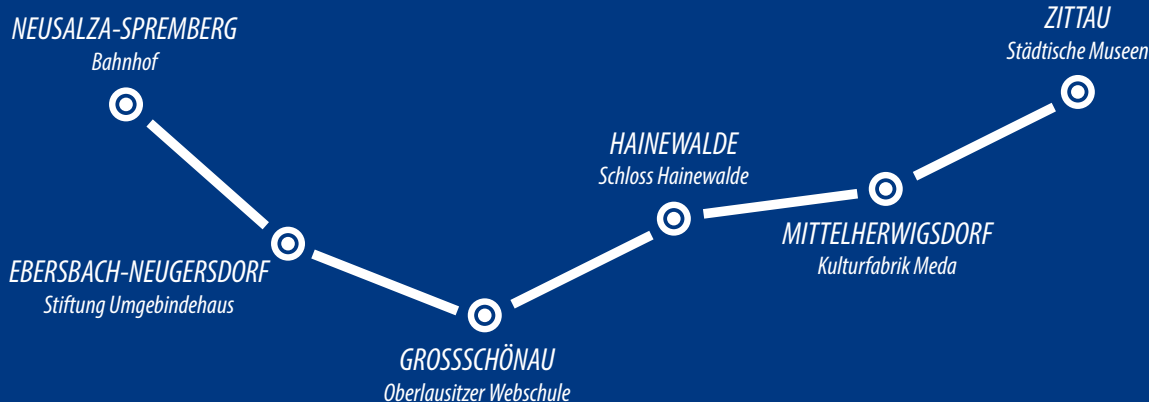 NEUSALZA-SPREMBERG
Bahnhof
EBERSBACH-NEUGERSDORF
Stiftung Umgebindehaus
GROSSSCHÖNAU
Oberlausitzer Webschule
HAINEWALDE
Schloss Hainewalde
MITTELHERWIGSDORF
Kulturfabrik Meda
ZITTAU
Städtische Museen